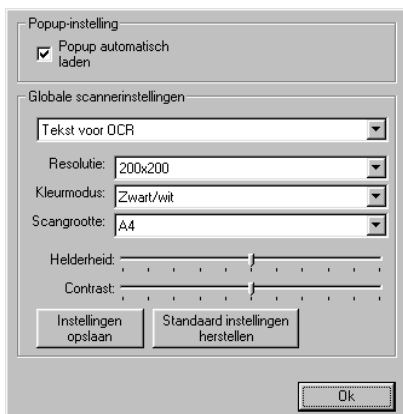 Popup-instelling
Popup automatisch
laden
Globale scannerinstellingen
Tekst voor OCR
Resolutie: 200x200
Kleurmodus: Zwart/wit
Scangrootte: A4
Helderheid:
Contrast:
Instellingen
opslaan
Standaard instellingen
herstellen
Ok